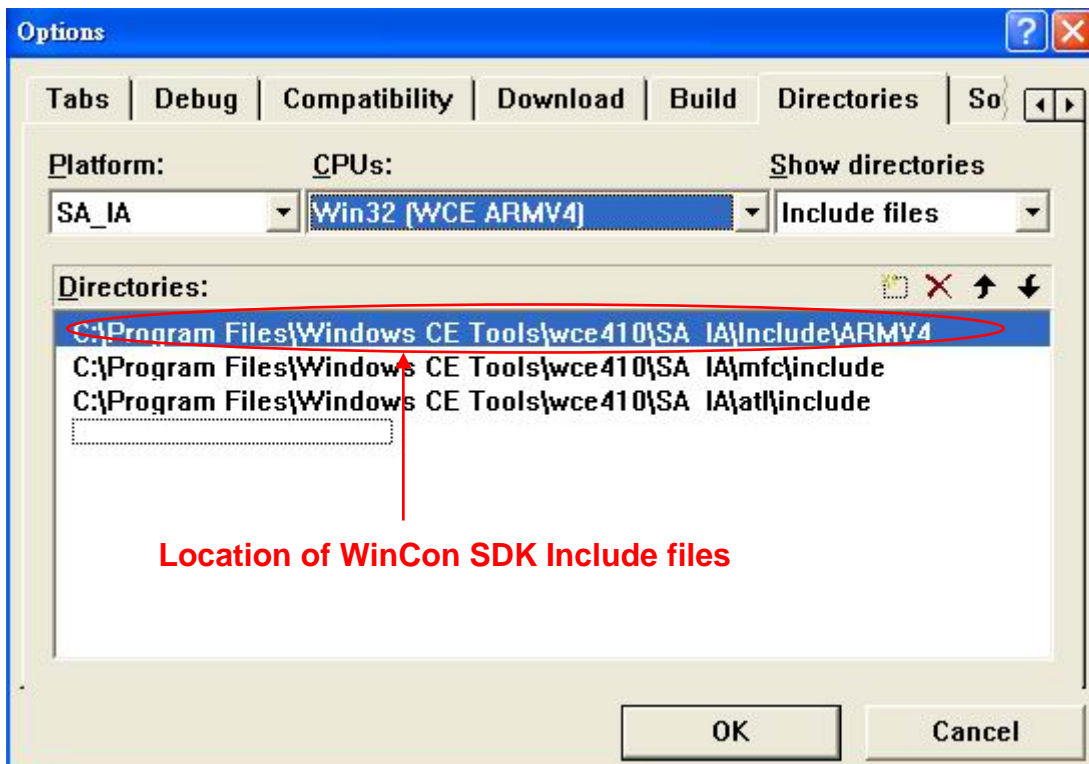 Options
Tabs Debug Compatibility Download Build Directories So
Platform: CPUs: Show directories
SA_IA Win32 (WCE ARMV4) Include files
Directories:
C:\Program Files\Windows CE Tools\wce410\SA_IA\Include\ARMV4
C:\Program Files\Windows CE Tools\wce410\SA_IA\mfc\include
C:\Program Files\Windows CE Tools\wce410\SA_IA\atl\include
Location of WinCon SDK Include files
OK Cancel